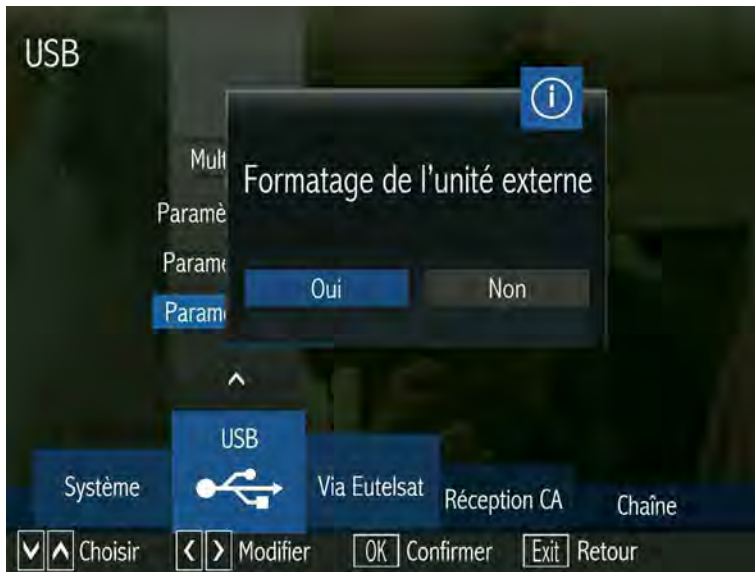 USB
Formatage de l'unité externe
Oui Non
USB
Système
Via Eutelsat
Réception CA
Chaîne
Choisir
Modifier
OK Confirmer
Exit Retour